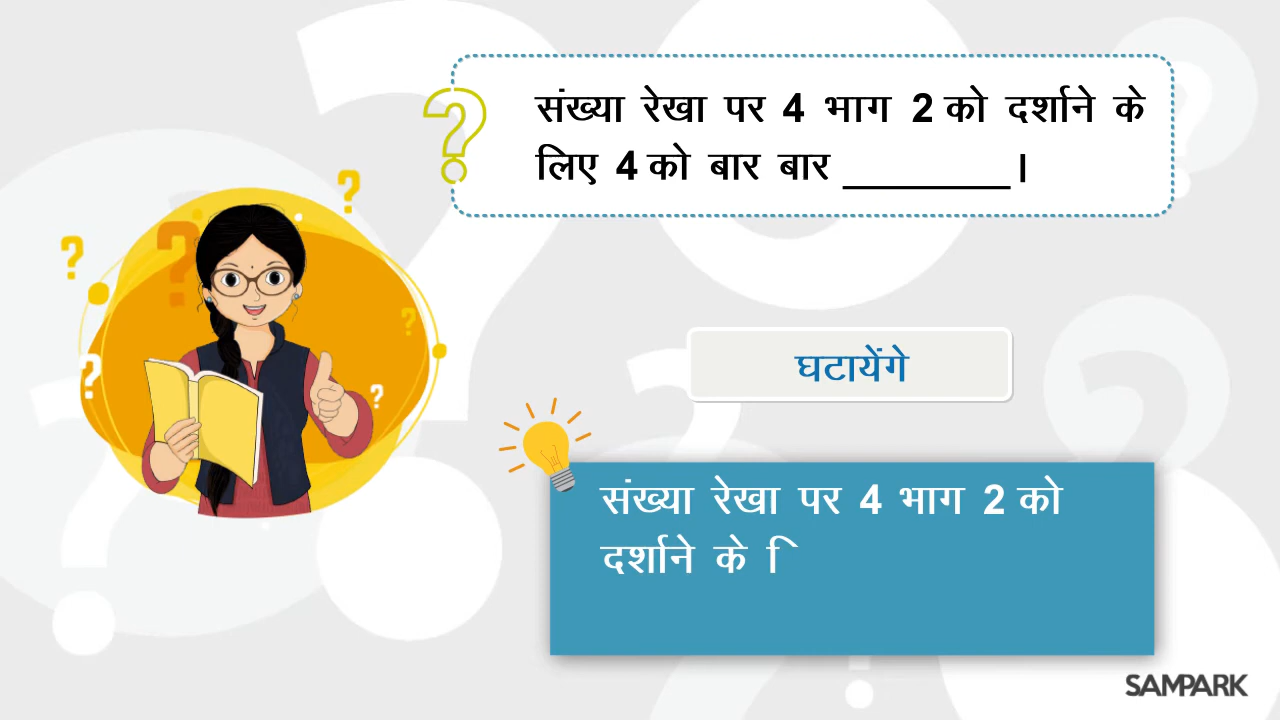 संख्या रेखा पर 4 भाग 2 को दर्शाने के
लिए 4 को बार बार ________।
घटायेंगे
संख्या रेखा पर 4 भाग 2 को
दर्शाने के ि
SAMPARK